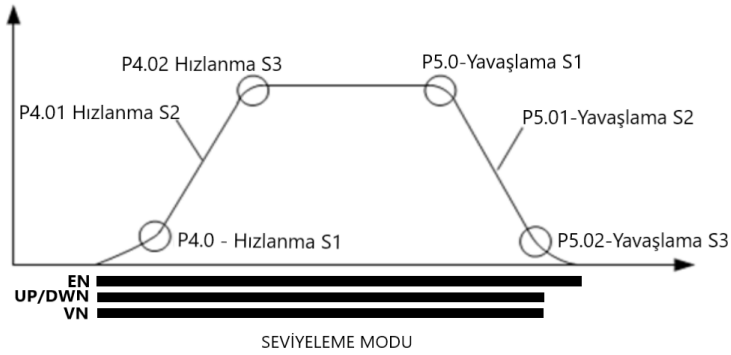 P4.02 Hızlanma S3
P5.0-Yavaşlama S1
P4.01 Hızlanma S2
P5.01-Yavaşlama S2
P4.0 - Hızlanma S1
P5.02-Yavaşlama S3
EN
UP/DWN
VN
SEVİYELEME MODU